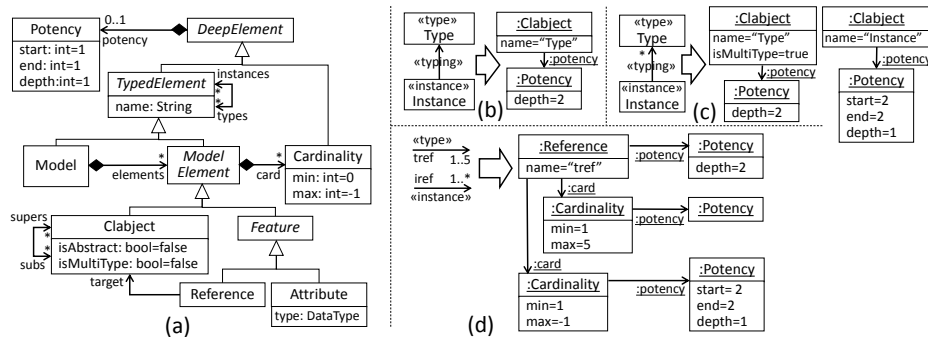 Potency
start: int=1
end: int=1
depth:int=1
0..1
potency
DeepElement
TypedElement
name: String
instances
*
*
types
Model
*
elements
Model
Element
*
card
Cardinality
min: int=0
max: int=-1
supers
*
*
subs
Clabject
isAbstract: bool=false
isMultiType: bool=false
target
Feature
Reference
Attribute
type: DataType
(a)
«type»
Type
«typing»
«instance»
Instance
:Clabject
name="Type"
:potency
:Potency
depth=2
(b)
«type»
Type
*
«typing»
«instance»
Instance
:Clabject
name="Type"
isMultiType=true
:potency
:Potency
depth=2
:Clabject
name="Instance"
:potency
:Potency
start=2
end=2
depth=1
(c)
«type»
tref 1..5
iref 1..*
«instance»
:Reference
name="tref"
:potency
:Potency
depth=2
:card
:Cardinality
min=1
max=5
:potency
:Potency
:card
:Cardinality
min=1
max=-1
:potency
:Potency
start= 2
end=2
depth=1
(d)